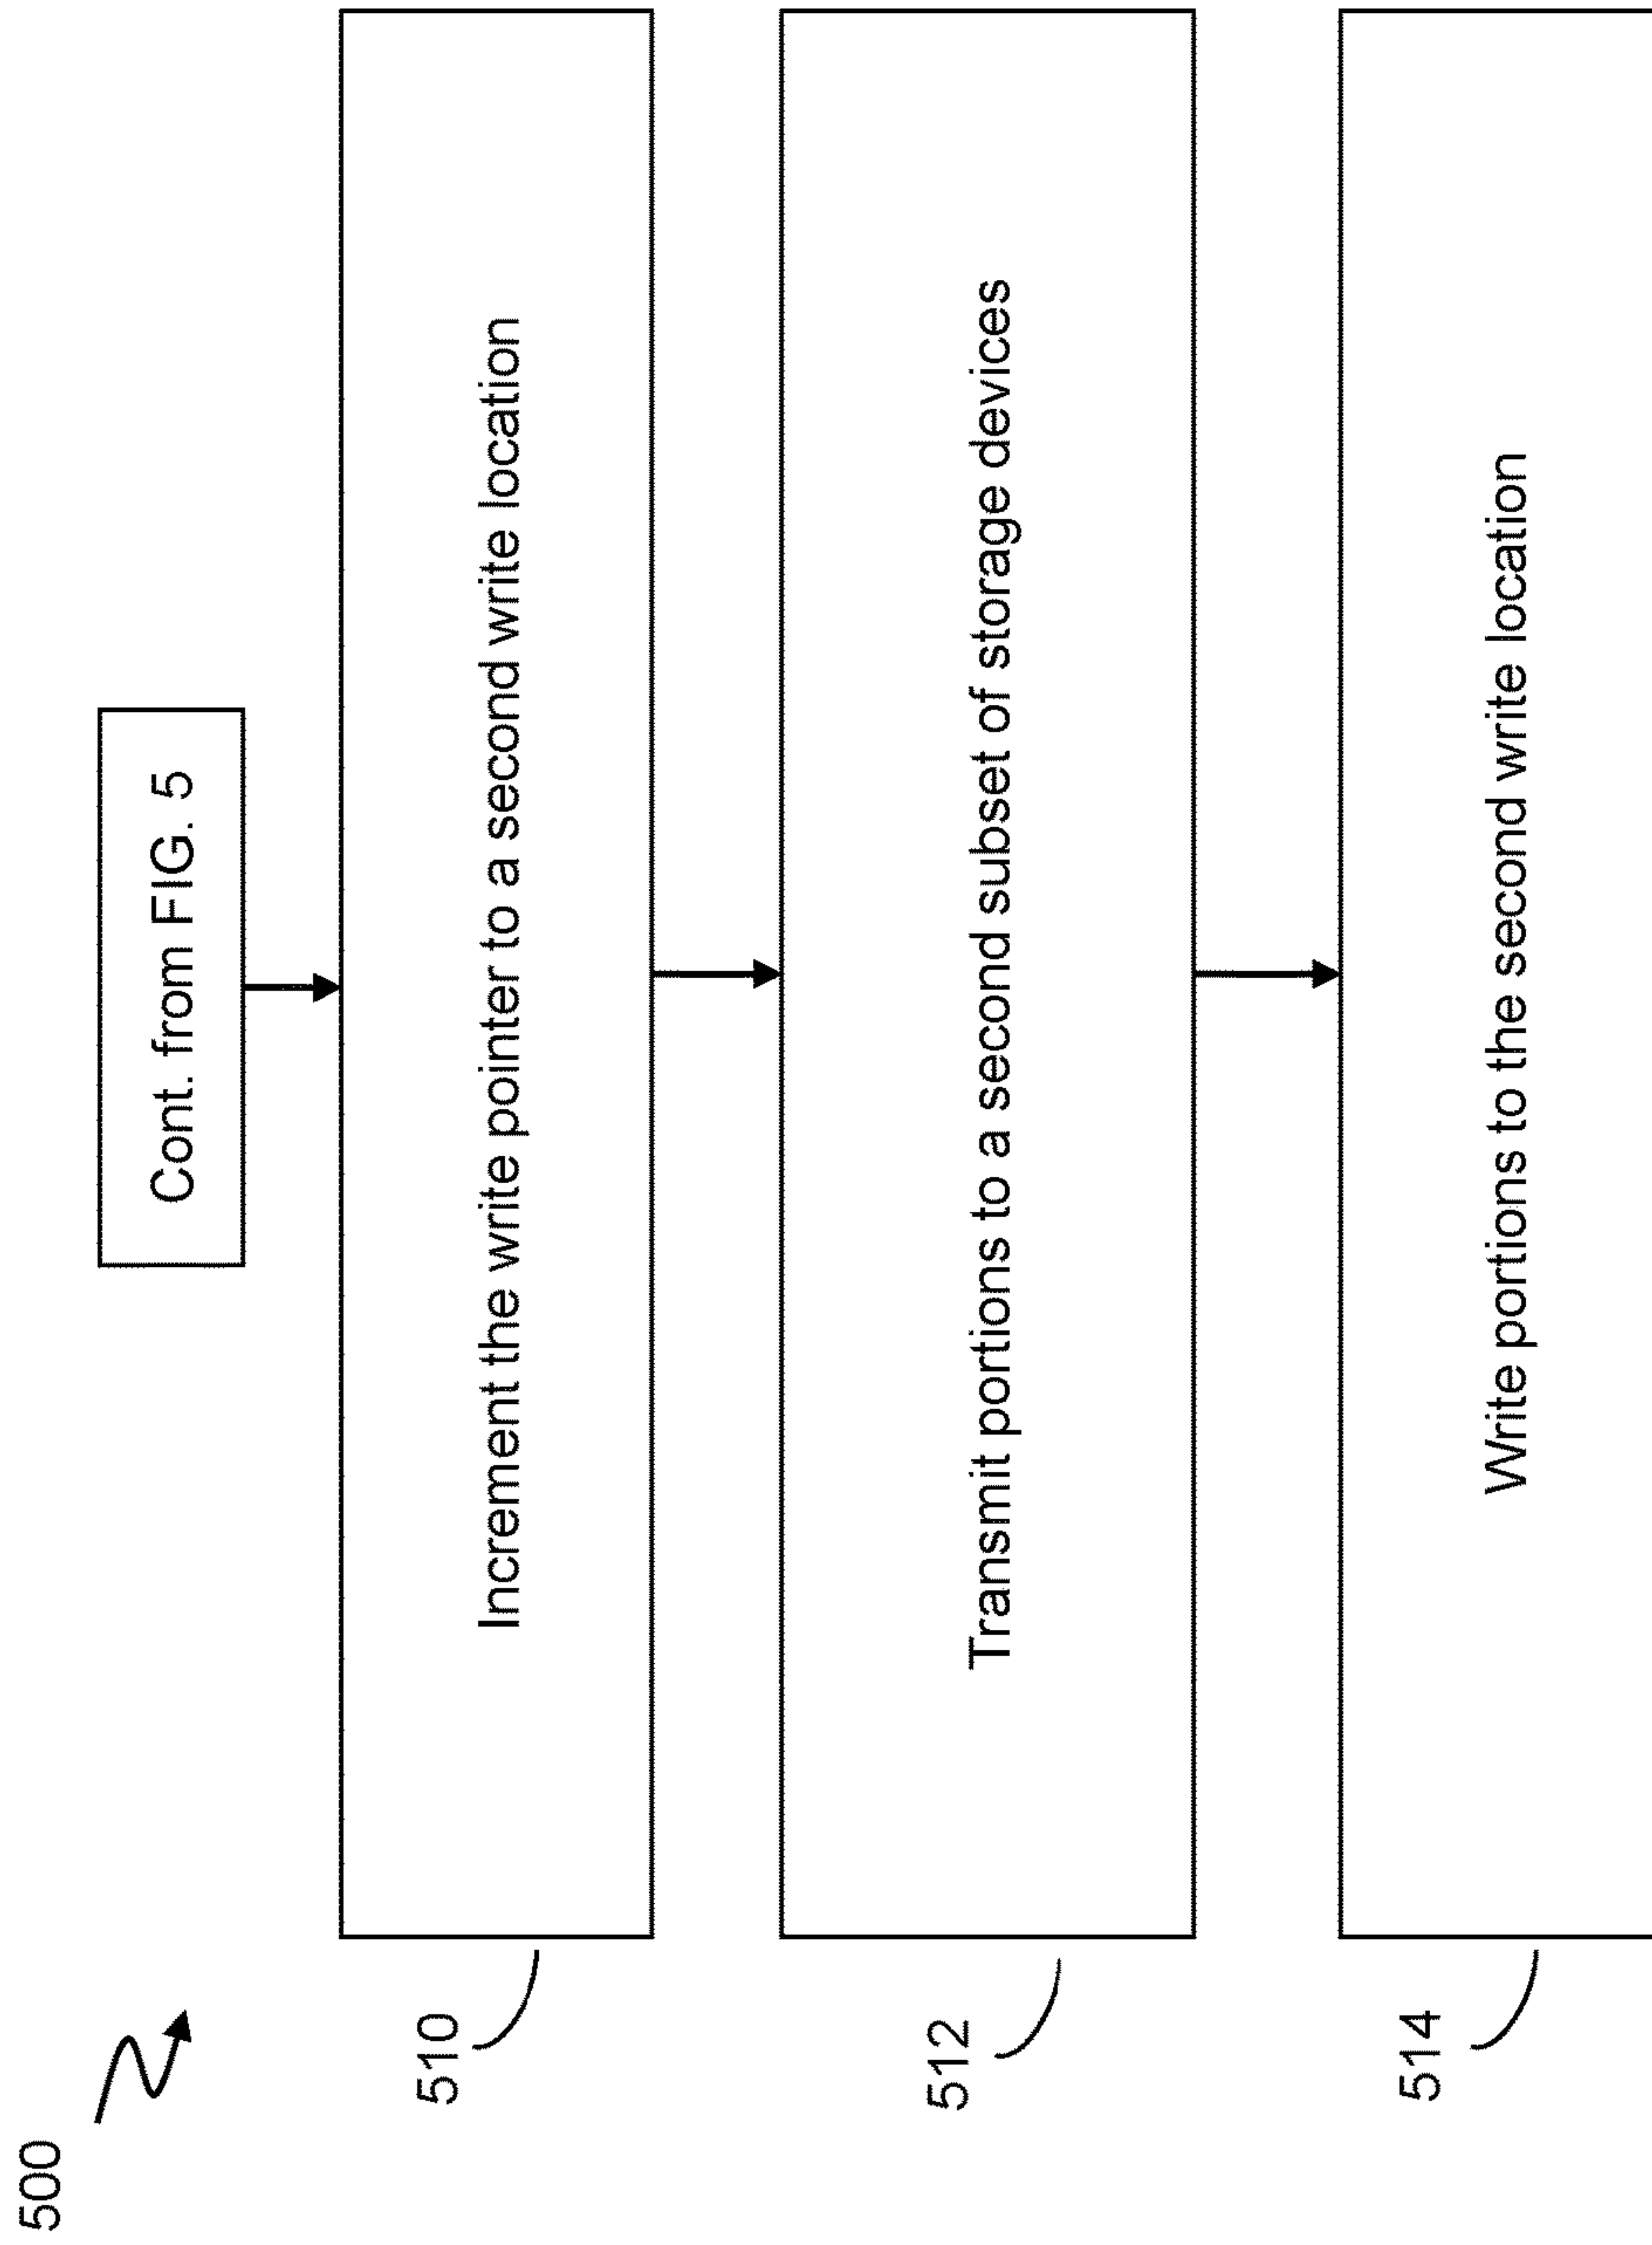 500
Cont. from FIG. 5
510
Increment the write pointer to a second write location
512
Transmit portions to a second subset of storage devices
514
Write portions to the second write location